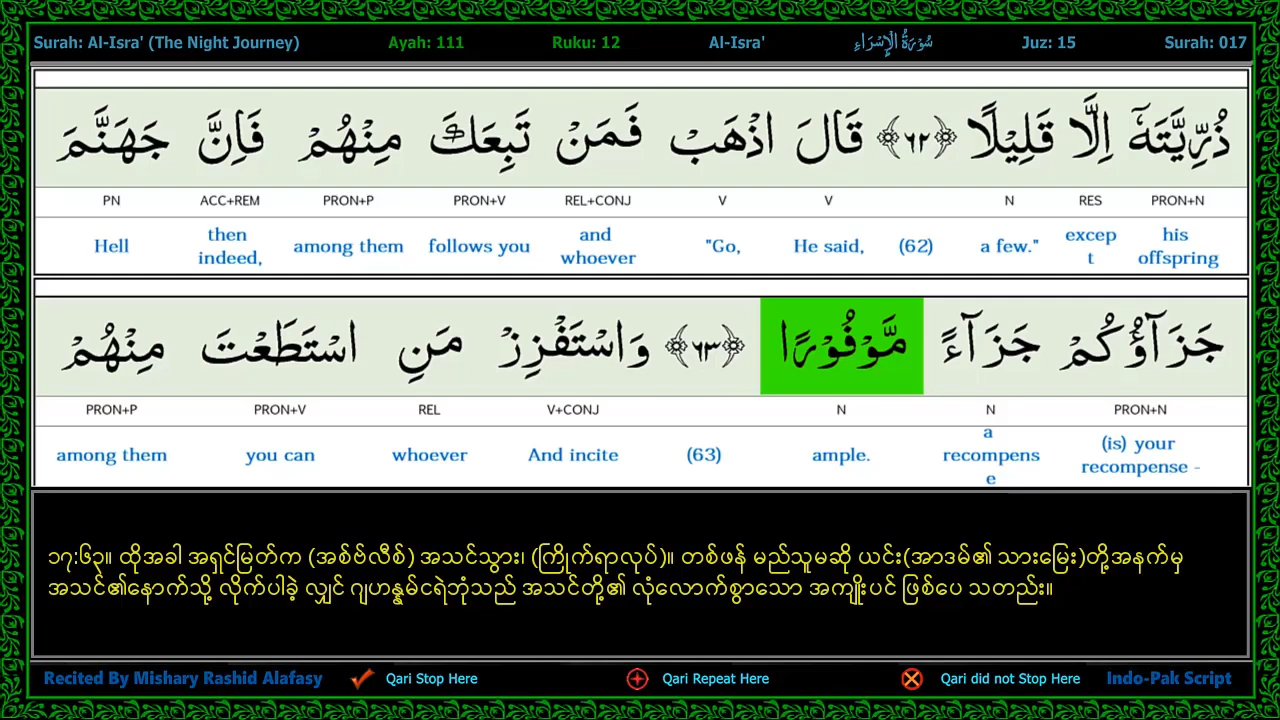 Surah: Al-Isra' (The Night Journey) Ayah: 111 Ruku: 12 Al-Isra' سُوْرَةُ الْإِسْرَاءِ Juz: 15 Surah: 017
ذُرِّيَّتَهٗۤ اِلَّا قَلِيْلًا ﴿٦٢﴾ قَالَ اذْهَبْ فَمَنْ تَبِعَكَ مِنْهُمْ فَاِنَّ جَهَنَّمَ
PN ACC+REM PRON+P PRON+V REL+CONJ V V N RES PRON+N
Hell then indeed, among them follows you and whoever "Go, He said, (62) a few." except his offspring
جَزَآؤُكُمْ جَزَآءً مَّوْفُوْرًا ﴿٦٣﴾ وَاسْتَفْزِزْ مَنِ اسْتَطَعْتَ مِنْهُمْ
PRON+P PRON+V REL V+CONJ N N PRON+N
among them you can whoever And incite (63) ample. a recompense (is) your recompense -
၁၇:၆၃။ ထိုအခါ အရှင်မြတ်က (အစ်ဗ်လီစ်) အသင်သွား၊ (ကြိုက်ရာလုပ်)။ တစ်ဖန် မည်သူမဆို ယင်း(အာဒမ်၏ သားမြေး)တို့အနက်မှ
အသင်၏နောက်သို့ လိုက်ပါခဲ့ လျှင် ဂျဟန္နမ်ငရဲဘုံသည် အသင်တို့၏ လုံလောက်စွာသော အကျိုးပင် ဖြစ်ပေ သတည်း။
Recited By Mishary Rashid Alafasy Qari Stop Here Qari Repeat Here Qari did not Stop Here Indo-Pak Script